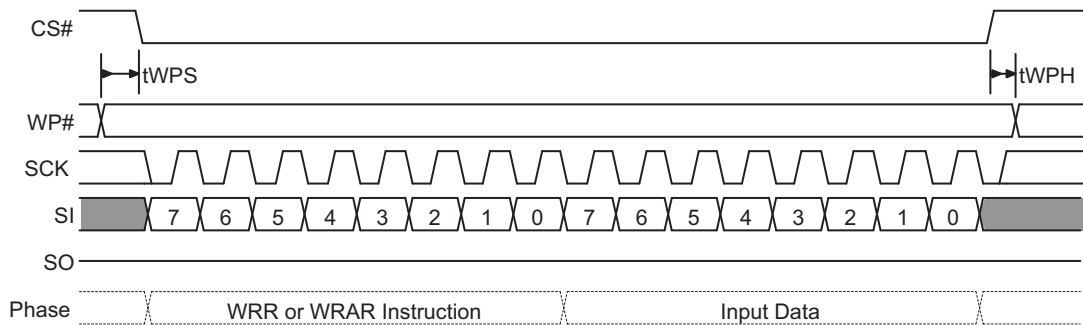 CS#
tWPS tWPH
WP#
SCK
SI 7 6 5 4 3 2 1 0 7 6 5 4 3 2 1 0
SO
Phase WRR or WRAR Instruction Input Data